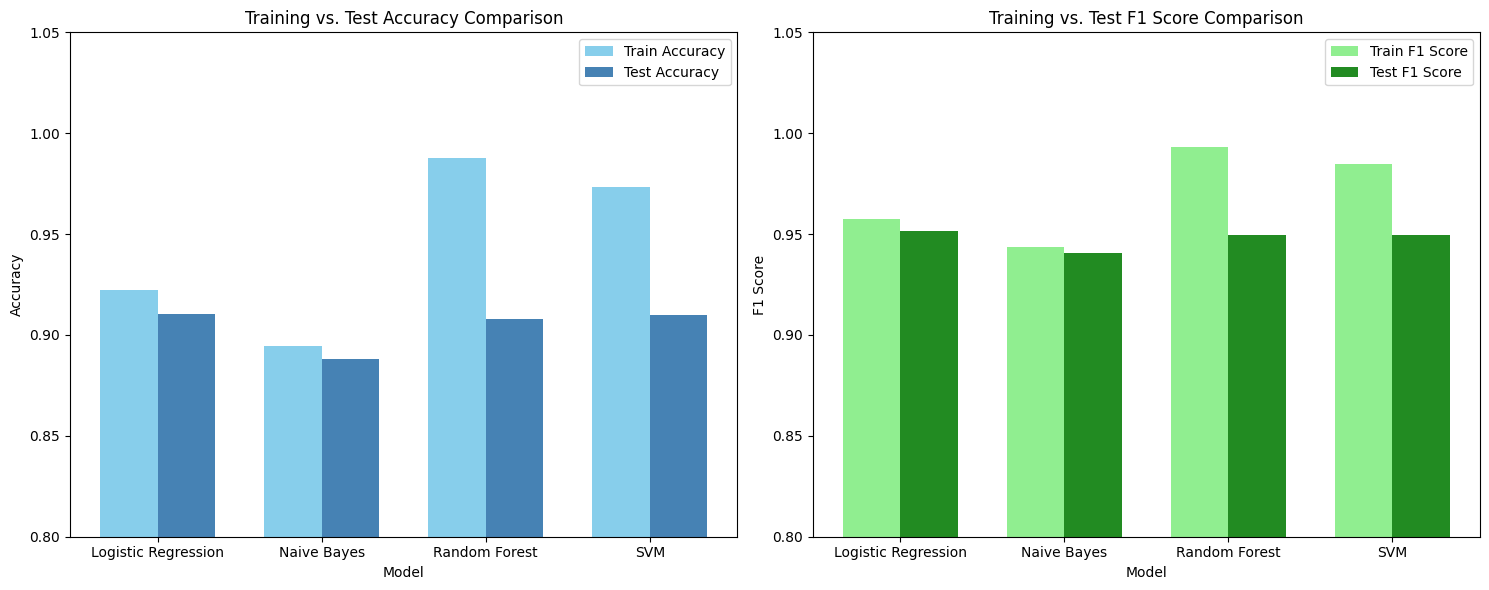 Training vs. Test Accuracy Comparison
1.05
1.00
0.95
0.90
0.85
0.80
Accuracy
Train Accuracy
Test Accuracy
Logistic Regression
Naive Bayes
Random Forest
SVM
Model
Training vs. Test F1 Score Comparison
1.05
1.00
0.95
0.90
0.85
0.80
F1 Score
Train F1 Score
Test F1 Score
Logistic Regression
Naive Bayes
Random Forest
SVM
Model